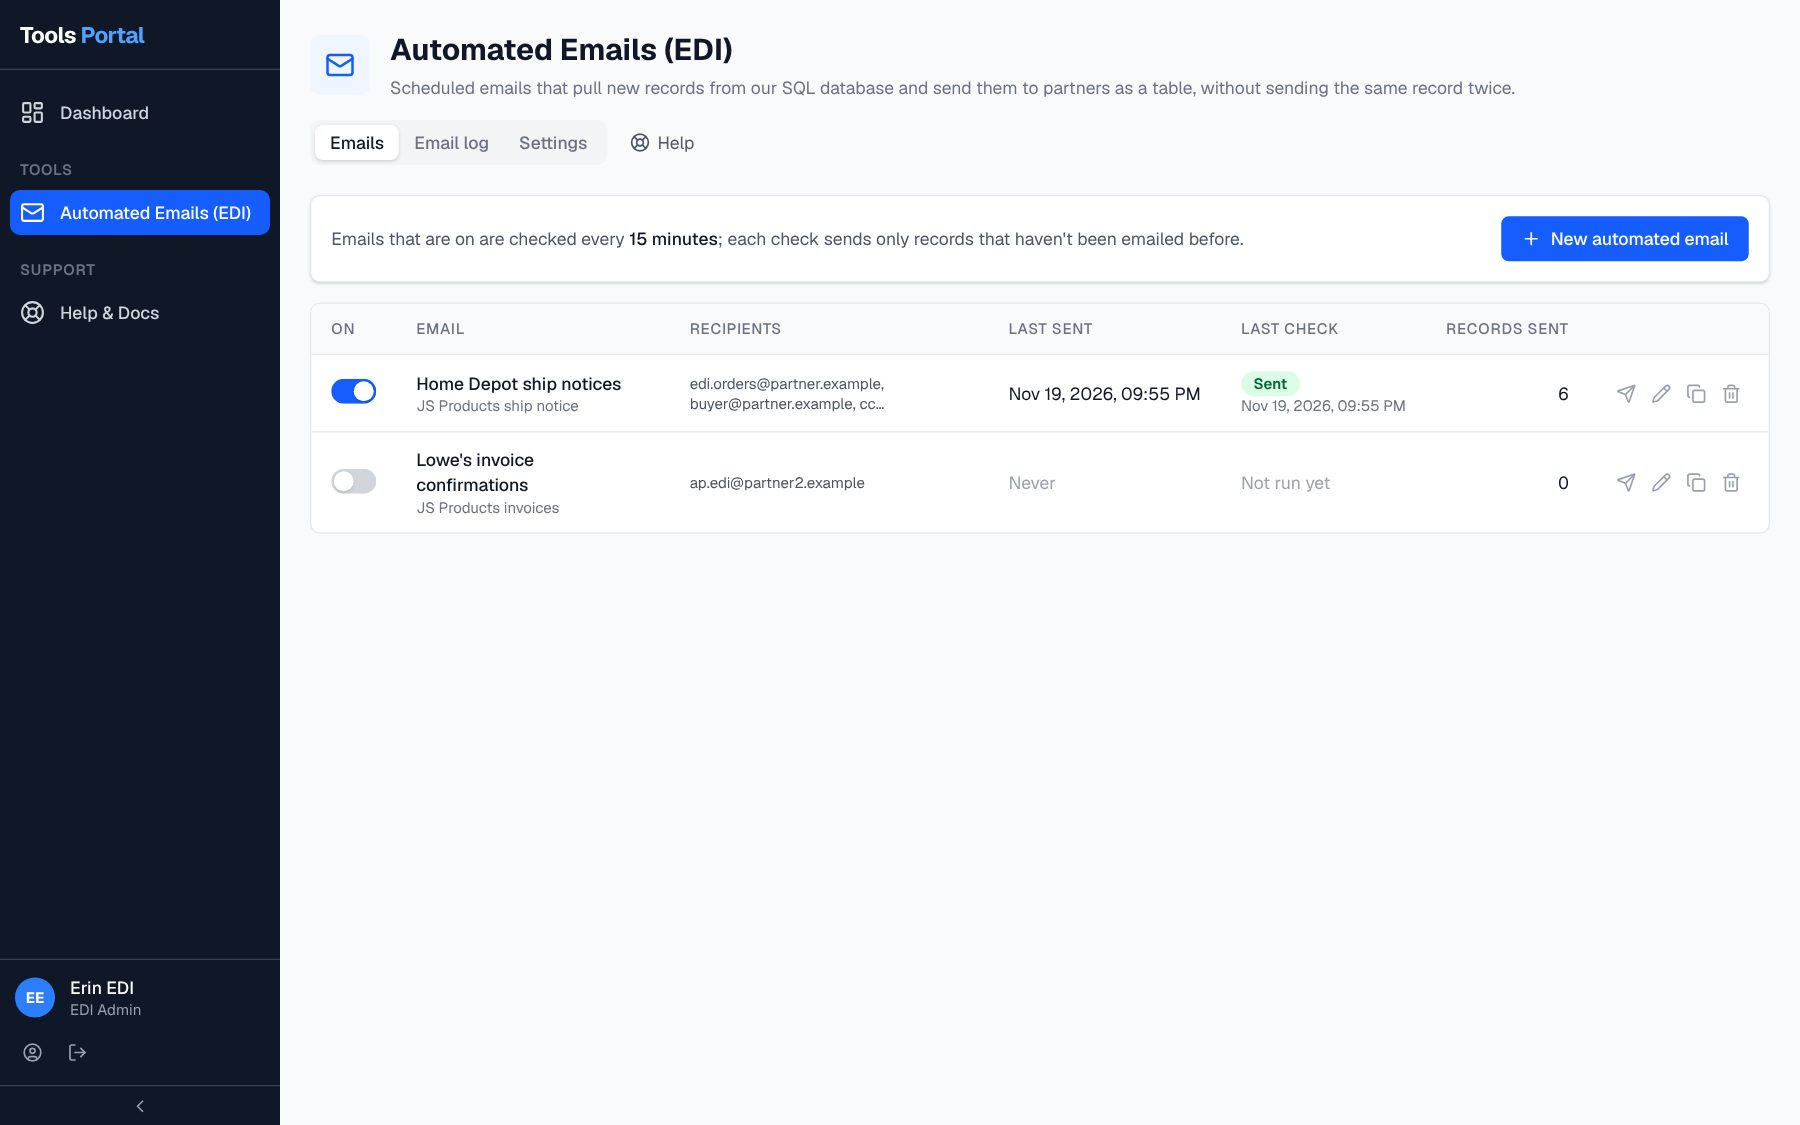 Tools Portal
Dashboard
TOOLS
Automated Emails (EDI)
SUPPORT
Help & Docs
Erin EDI
EE
EDI Admin
Automated Emails (EDI)
Scheduled emails that pull new records from our SQL database and send them to partners as a table, without sending the same record twice.
Emails Email log Settings Help
Emails that are on are checked every 15 minutes; each check sends only records that haven't been emailed before.
New automated email
ON EMAIL RECIPIENTS LAST SENT LAST CHECK RECORDS SENT
Home Depot ship notices
JS Products ship notice
edi.orders@partner.example,
buyer@partner.example, cc...
Nov 19, 2026, 09:55 PM
Sent
Nov 19, 2026, 09:55 PM
6
Lowe's invoice
confirmations
JS Products invoices
ap.edi@partner2.example
Never
Not run yet
0